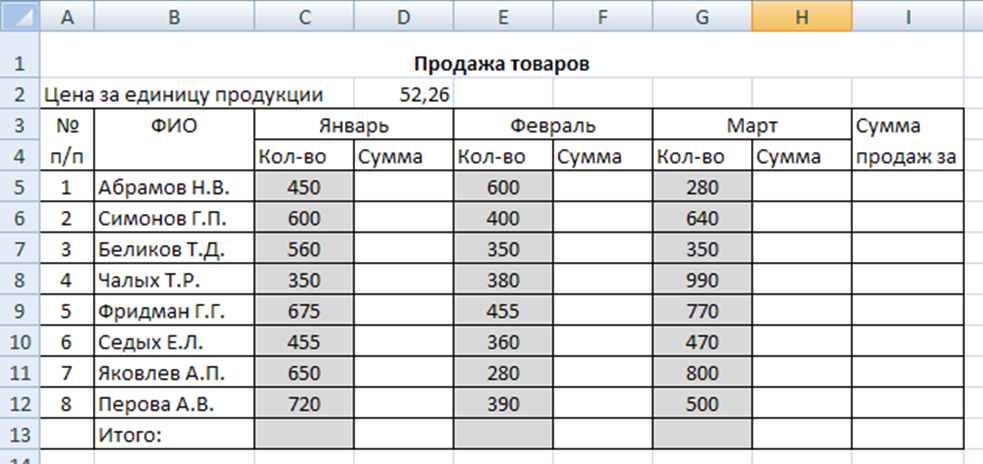 A B C D E F G H I
1 Продажа товаров
2 Цена за единицу продукции 52,26
3 № ФИО Январь Февраль Март Сумма
4 п/п Кол-во Сумма Кол-во Сумма Кол-во Сумма продаж за
5 1 Абрамов Н.В. 450 600 280
6 2 Симонов Г.П. 600 400 640
7 3 Беликов Т.Д. 560 350 350
8 4 Чалых Т.Р. 350 380 990
9 5 Фридман Г.Г. 675 455 770
10 6 Седых Е.Л. 455 360 470
11 7 Яковлев А.П. 650 280 800
12 8 Перова А.В. 720 390 500
13 Итого: